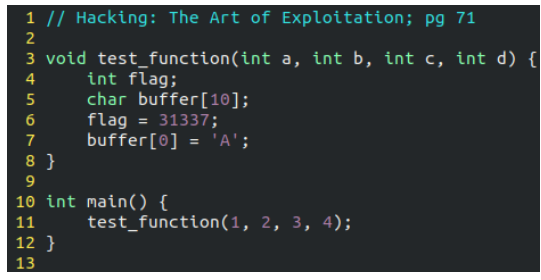 1 // Hacking: The Art of Exploitation; pg 71
2
3 void test_function(int a, int b, int c, int d) {
4     int flag;
5     char buffer[10];
6     flag = 31337;
7     buffer[0] = 'A';
8 }
9
10 int main() {
11     test_function(1, 2, 3, 4);
12 }
13